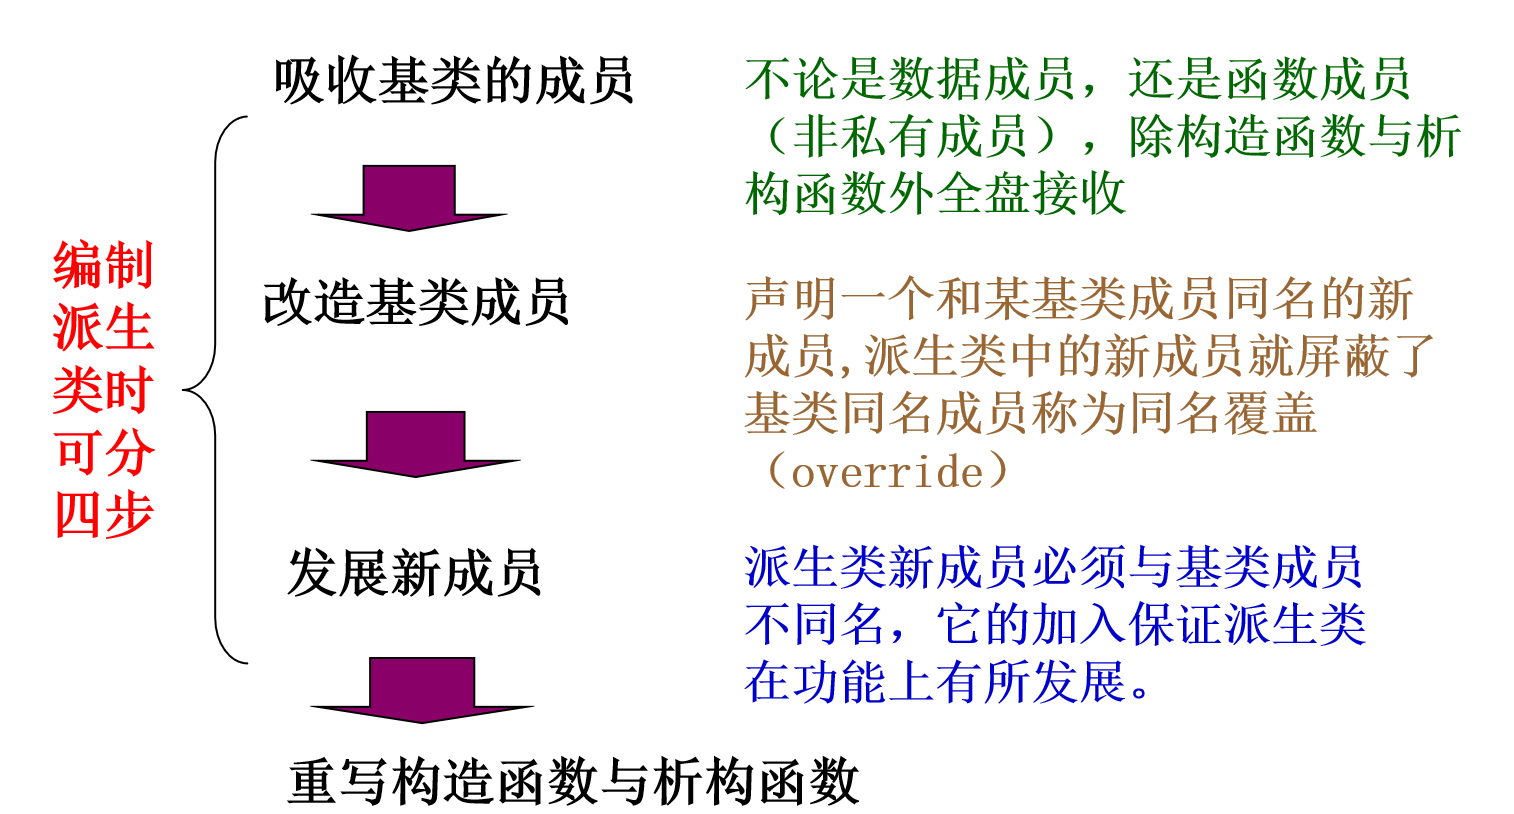 编制
派生
类时
可分
四步
吸收基类的成员
不论是数据成员，还是函数成员
（非私有成员），除构造函数与析
构函数外全盘接收
改造基类成员
声明一个和某基类成员同名的新
成员,派生类中的新成员就屏蔽了
基类同名成员称为同名覆盖
（override）
发展新成员
派生类新成员必须与基类成员
不同名，它的加入保证派生类
在功能上有所发展。
重写构造函数与析构函数